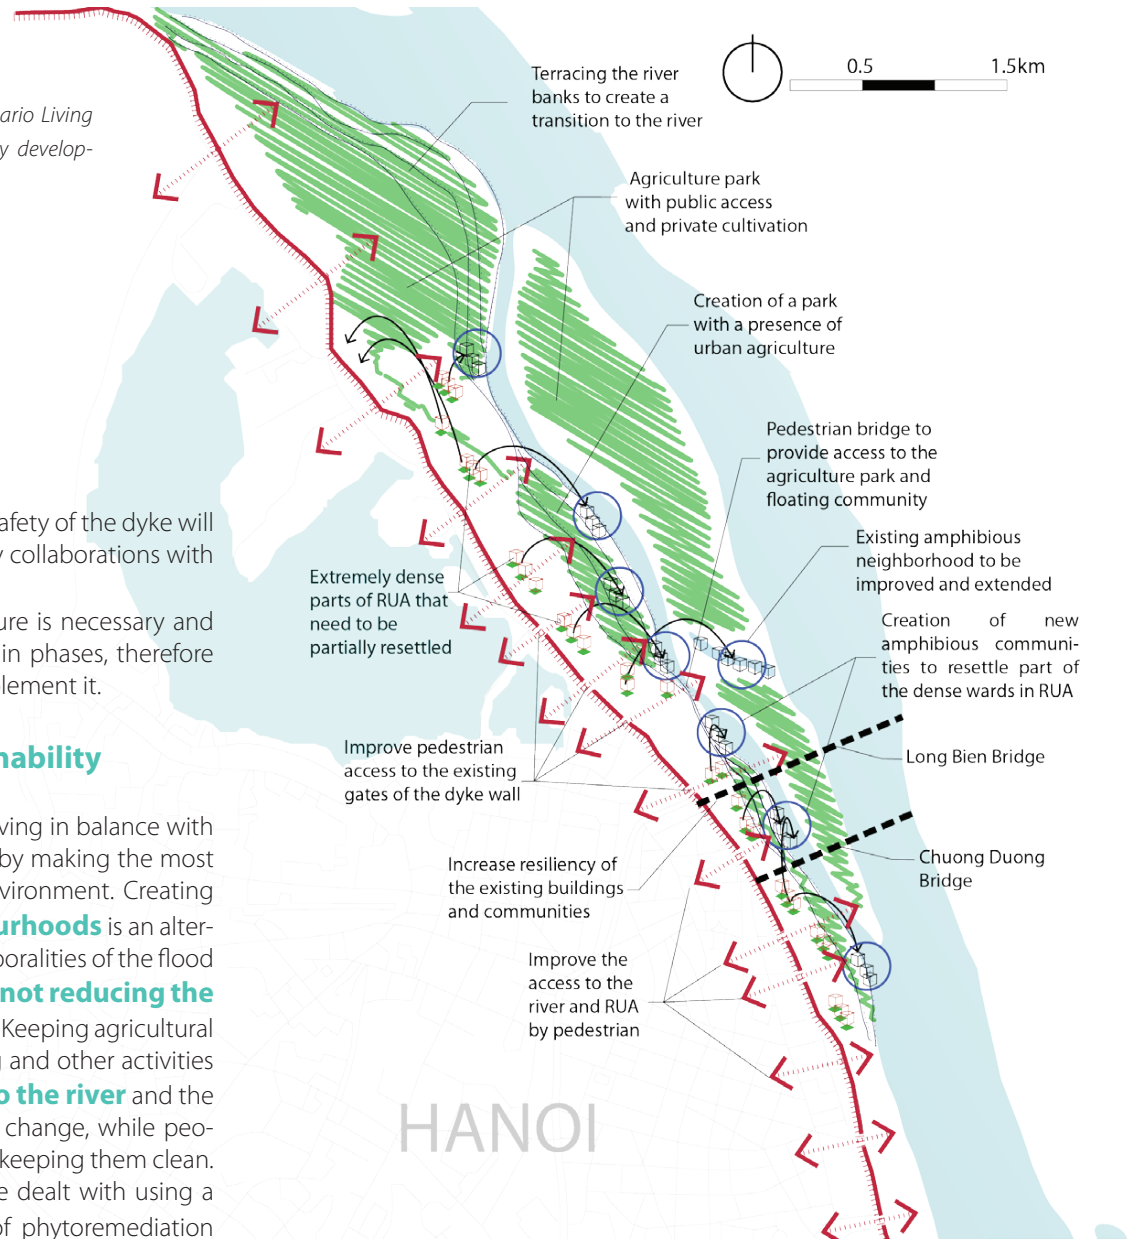 ario Living
y develop-
afety of the dyke will
y collaborations with
ure is necessary and
in phases, therefore
plement it.
nability
ving in balance with
by making the most
nvironment. Creating
urhoods is an alter-
poralities of the flood
not reducing the
Keeping agricultural
g and other activities
o the river and the
change, while peo-
keeping them clean.
e dealt with using a
of phytoremediation
0.5 1.5km
Terracing the river
banks to create a
transition to the river
Agriculture park
with public access
and private cultivation
Creation of a park
with a presence of
urban agriculture
Pedestrian bridge to
provide access to the
agriculture park and
floating community
Existing amphibious
neighborhood to be
improved and extended
Creation of new
amphibious communi-
ties to resettle part of
the dense wards in RUA
Extremely dense
parts of RUA that
need to be
partially resettled
Improve pedestrian
access to the existing
gates of the dyke wall
Long Bien Bridge
Increase resiliency of
the existing buildings
and communities
Chuong Duong
Bridge
Improve the
access to the
river and RUA
by pedestrian
HANOI